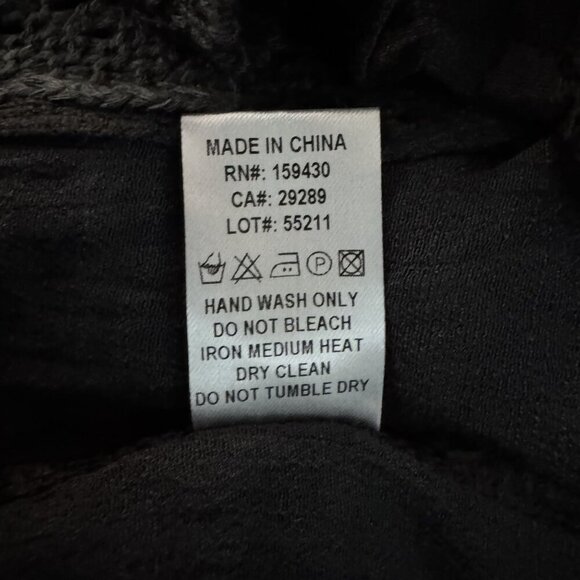 MADE IN CHINA
RN#: 159430
CA#: 29289
LOT#: 55211
P
HAND WASH ONLY
DO NOT BLEACH
IRON MEDIUM HEAT
DRY CLEAN
DO NOT TUMBLE DRY